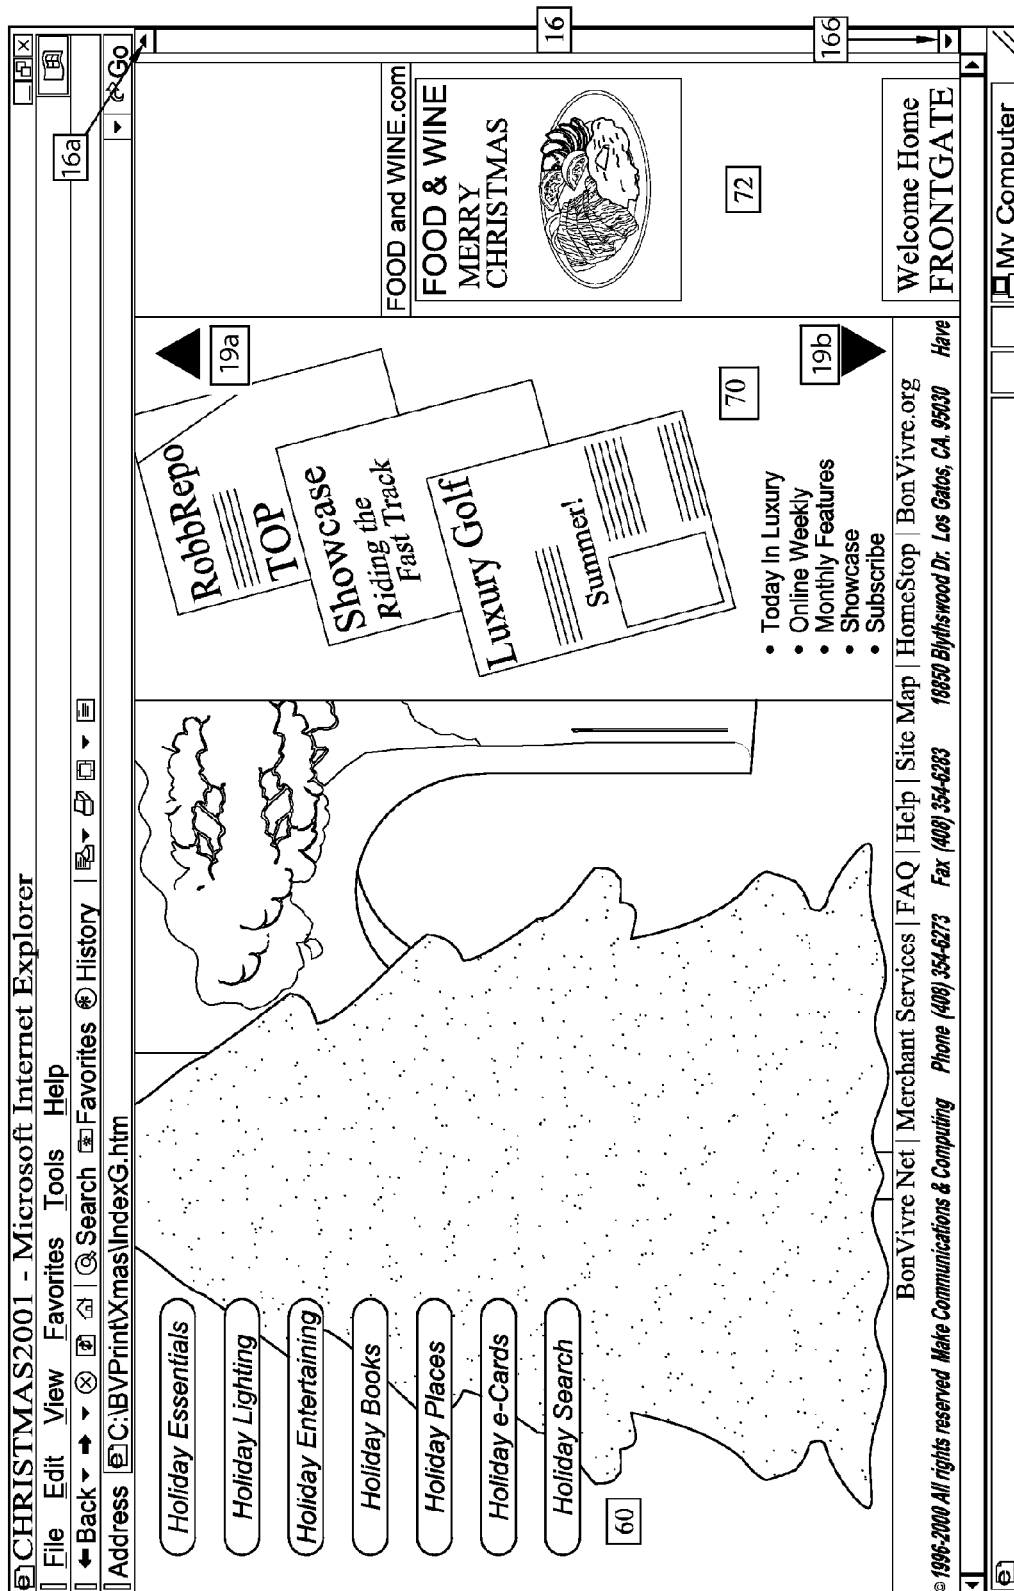 CHRISTMAS2001 - Microsoft Internet Explorer
File Edit View Favorites Tools Help
Back Search Favorites History
Address C:\BVPrint\Xmas\IndexG.htm
Go
16a
Holiday Essentials
Holiday Lighting
Holiday Entertaining
Holiday Books
Holiday Places
Holiday e-Cards
Holiday Search
60
RobbRepo
TOP
Showcase
Riding the
Fast Track
Luxury Golf
Summer!
19a
70
• Today In Luxury
• Online Weekly
• Monthly Features
• Showcase
• Subscribe
19b
FOOD and WINE.com
FOOD & WINE
MERRY
CHRISTMAS
72
Welcome Home
FRONTGATE
16
166
BonVivre Net | Merchant Services | FAQ | Help | Site Map | HomeStop | BonVivre.org
© 1996-2000 All rights reserved Make Communications & Computing Phone (408) 354-6273 Fax (408) 354-6283 18850 Blythswood Dr. Los Gatos, CA. 95030 Have
My Computer